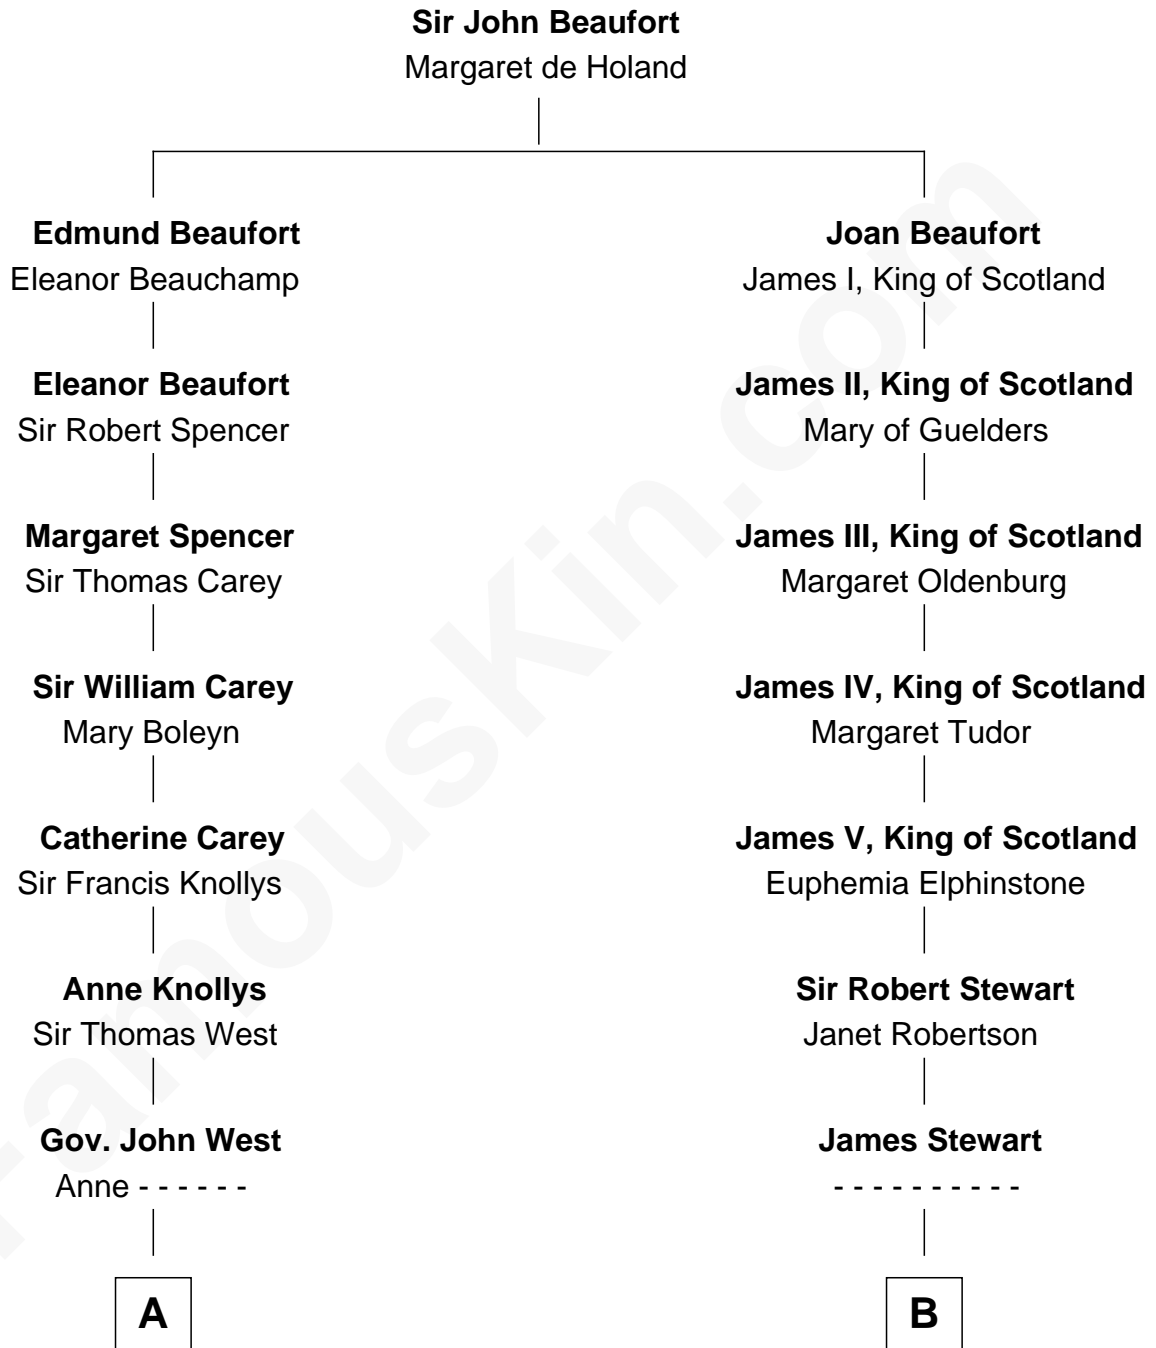 Sir John Beaufort
Margaret de Holand
Edmund Beaufort
Eleanor Beauchamp
Eleanor Beaufort
Sir Robert Spencer
Margaret Spencer
Sir Thomas Carey
Sir William Carey
Mary Boleyn
Catherine Carey
Sir Francis Knollys
Anne Knollys
Sir Thomas West
Gov. John West
Anne - - - - - -
A
Joan Beaufort
James I, King of Scotland
James II, King of Scotland
Mary of Guelders
James III, King of Scotland
Margaret Oldenburg
James IV, King of Scotland
Margaret Tudor
James V, King of Scotland
Euphemia Elphinstone
Sir Robert Stewart
Janet Robertson
James Stewart
- - - - - - - - - -
B
FamousKin.com